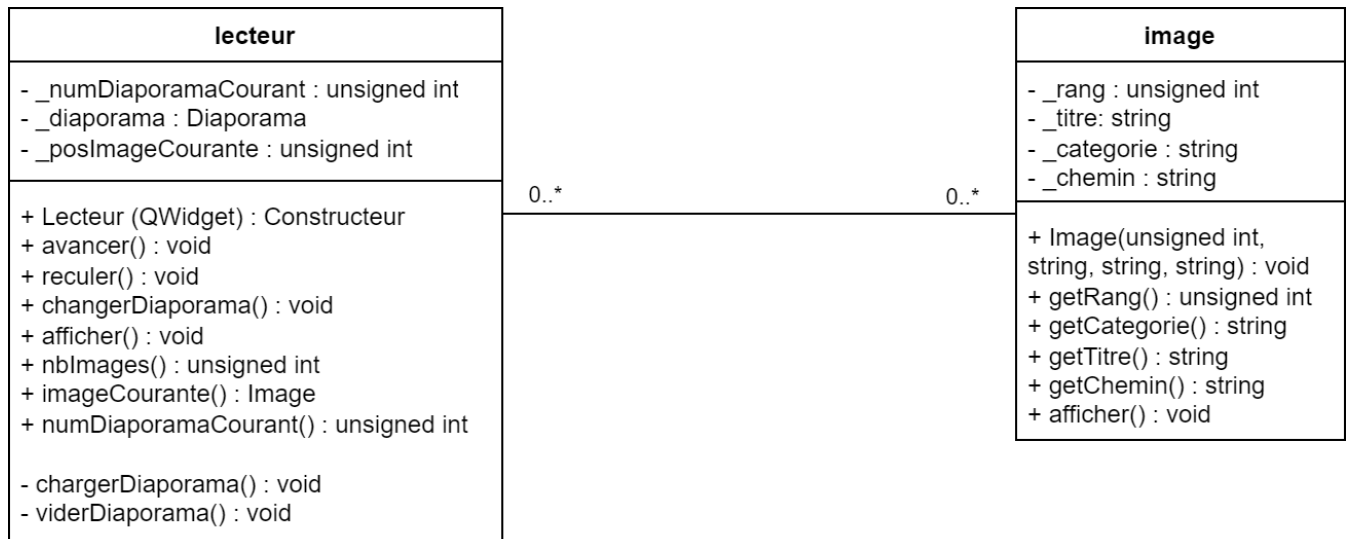 lecteur
- _numDiaporamaCourant : unsigned int
- _diaporama : Diaporama
- _posImageCourante : unsigned int
+ Lecteur (QWidget) : Constructeur
+ avancer() : void
+ reculer() : void
+ changerDiaporama() : void
+ afficher() : void
+ nbImages() : unsigned int
+ imageCourante() : Image
+ numDiaporamaCourant() : unsigned int
- chargerDiaporama() : void
- viderDiaporama() : void
0..*
0..*
image
- _rang : unsigned int
- _titre: string
- _categorie : string
- _chemin : string
+ Image(unsigned int,
string, string, string) : void
+ getRang() : unsigned int
+ getCategorie() : string
+ getTitre() : string
+ getChemin() : string
+ afficher() : void